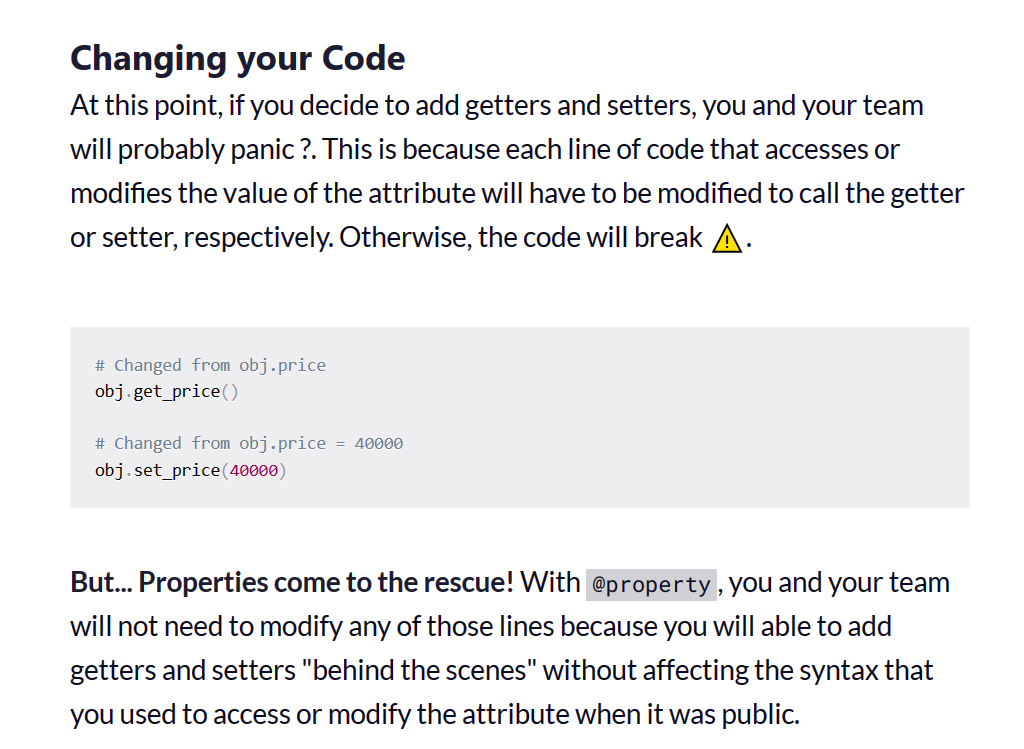 Changing your Code
At this point, if you decide to add getters and setters, you and your team
will probably panic ?. This is because each line of code that accesses or
modifies the value of the attribute will have to be modified to call the getter
or setter, respectively. Otherwise, the code will break ⚠️.
# Changed from obj.price
obj.get_price()
# Changed from obj.price = 40000
obj.set_price(40000)
But... Properties come to the rescue! With @property, you and your team
will not need to modify any of those lines because you will able to add
getters and setters "behind the scenes" without affecting the syntax that
you used to access or modify the attribute when it was public.